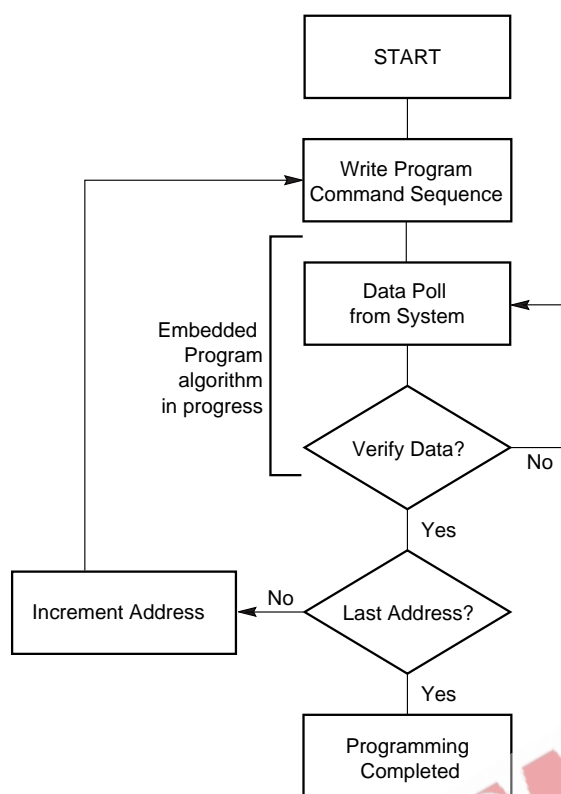 START
Write Program
Command Sequence
Data Poll
from System
Embedded
Program
algorithm
in progress
Verify Data?
No
Yes
Increment Address
No
Last Address?
Yes
Programming
Completed